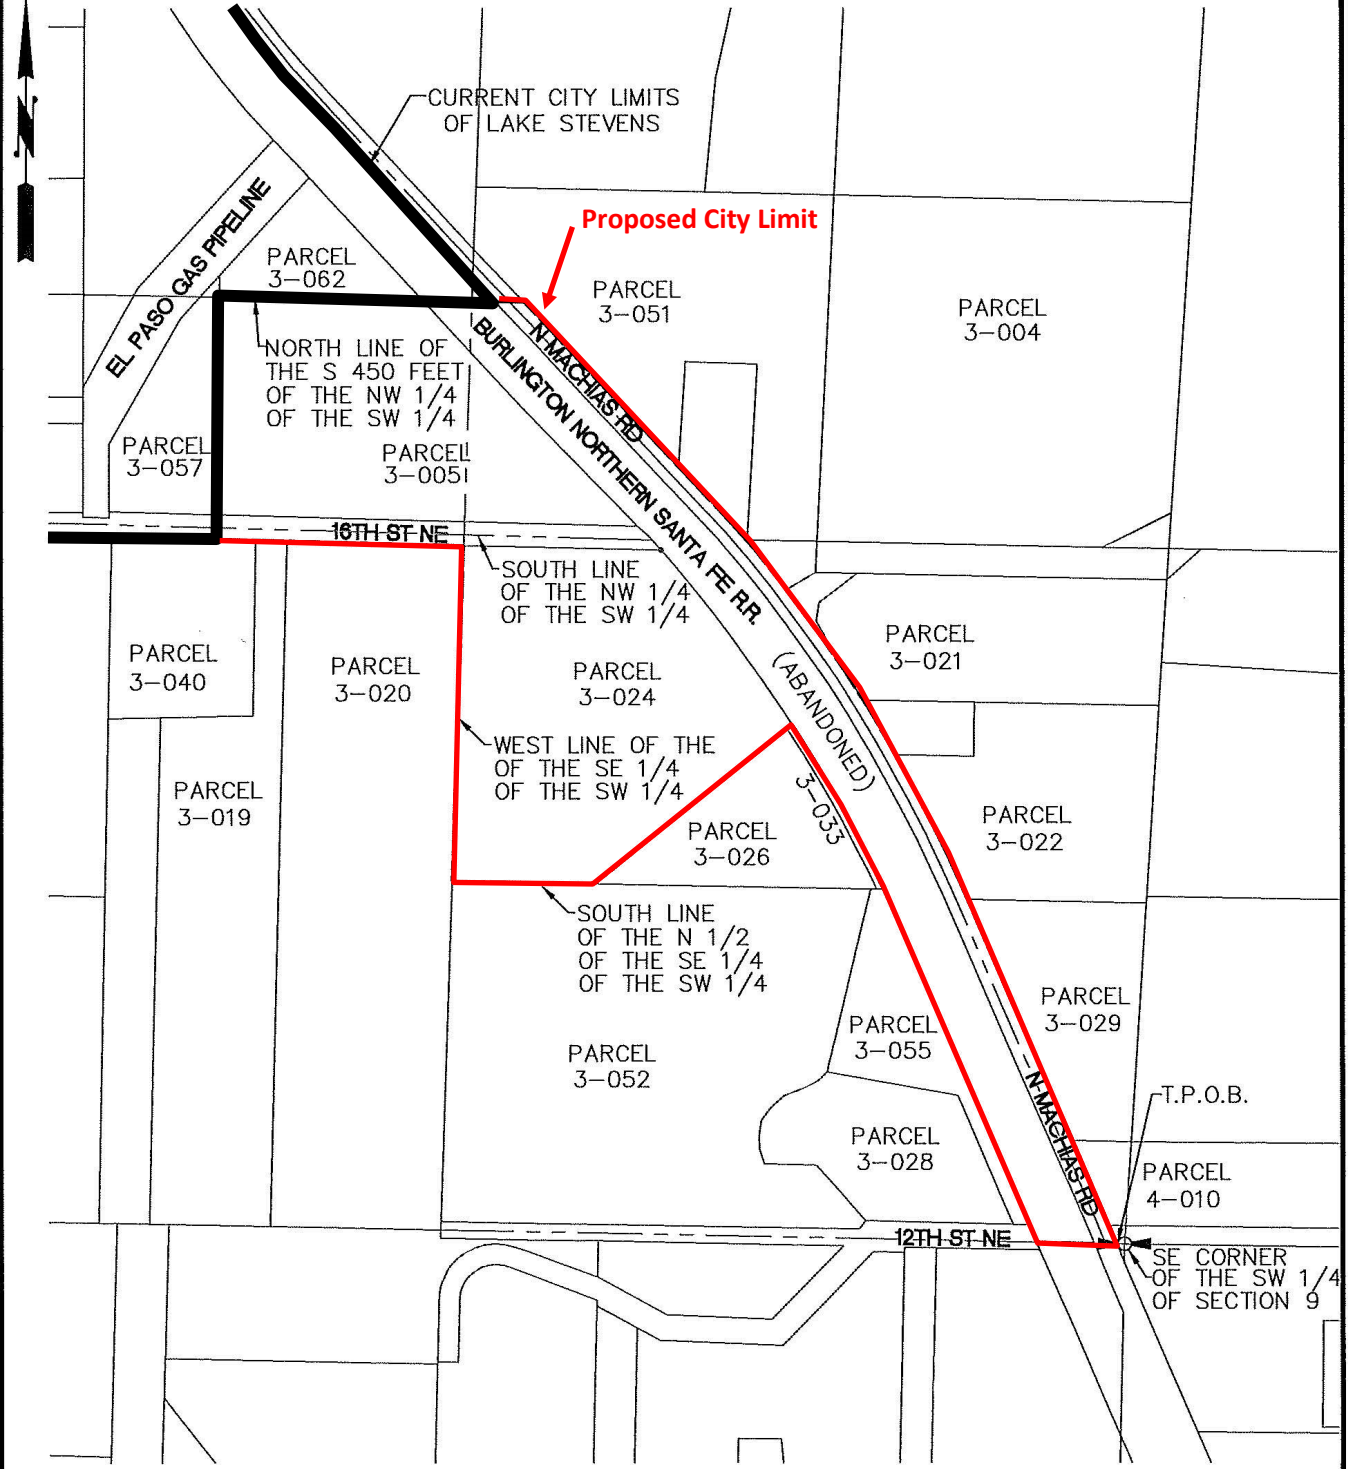 N
CURRENT CITY LIMITS
OF LAKE STEVENS
Proposed City Limit
EL PASO GAS PIPELINE
PARCEL
3-062
PARCEL
3-051
PARCEL
3-004
NORTH LINE OF
THE S 450 FEET
OF THE NW 1/4
OF THE SW 1/4
BURLINGTON NORTHERN SANTA FE R.R.
(ABANDONED)
N MACHIAS RD
PARCEL
3-057
PARCEL
3-005
16TH ST NE
SOUTH LINE
OF THE NW 1/4
OF THE SW 1/4
PARCEL
3-040
PARCEL
3-020
PARCEL
3-024
PARCEL
3-021
WEST LINE OF THE
OF THE SE 1/4
OF THE SW 1/4
3-033
PARCEL
3-019
PARCEL
3-026
PARCEL
3-022
SOUTH LINE
OF THE N 1/2
OF THE SE 1/4
OF THE SW 1/4
PARCEL
3-029
PARCEL
3-055
PARCEL
3-052
N MACHIAS RD
T.P.O.B.
PARCEL
3-028
PARCEL
4-010
12TH ST NE
SE CORNER
OF THE SW 1/4
OF SECTION 9